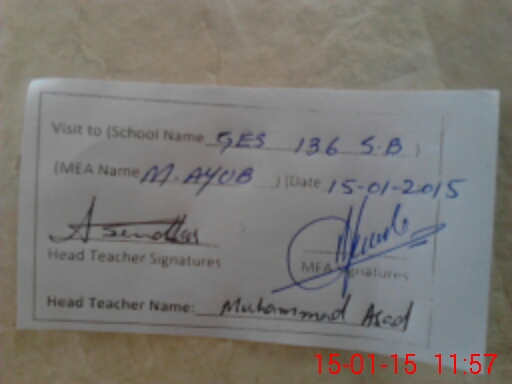 Visit to (School Name GES 136 S.B )
(MEA Name M.AYUB ) (Date 15-01-2015
Head Teacher Signatures
MEA Signatures
Head Teacher Name: Muhammad Asad
15-01-15 11:57